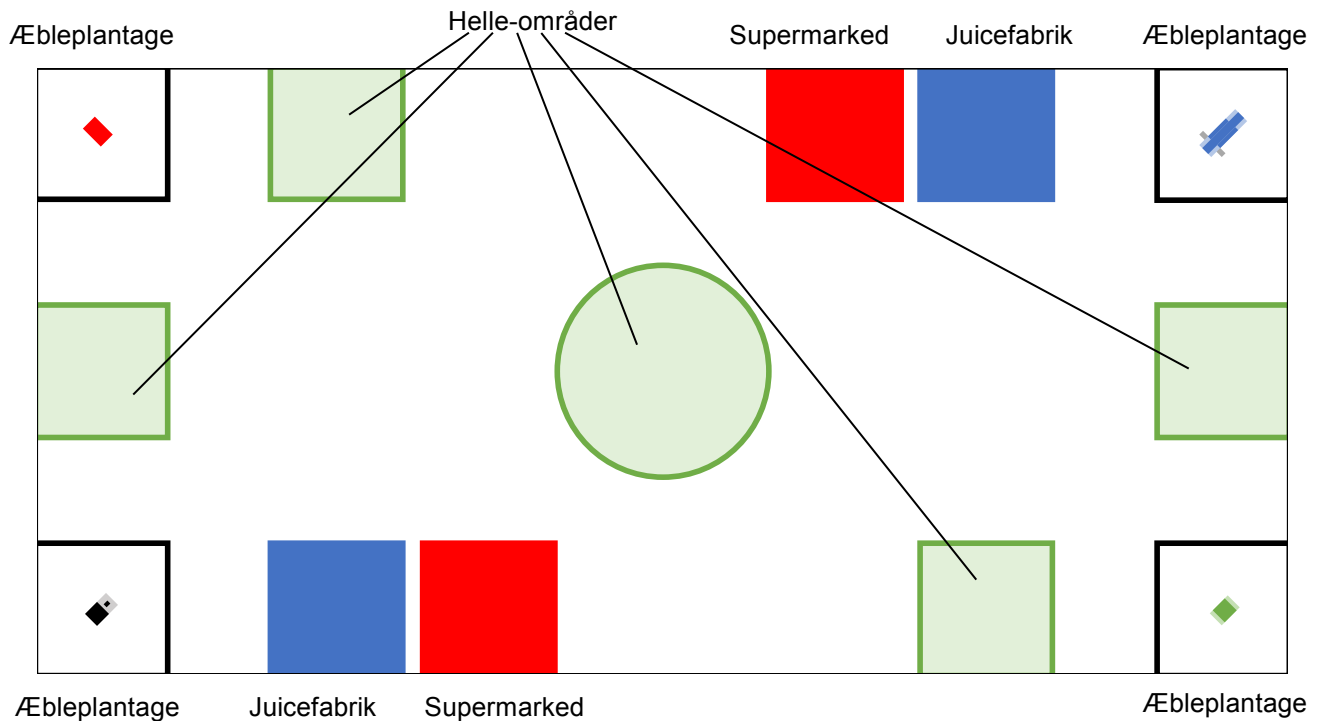 Helle-områder
Æbleplantage
Supermarked
Juicefabrik
Æbleplantage
Æbleplantage
Juicefabrik
Supermarked
Æbleplantage